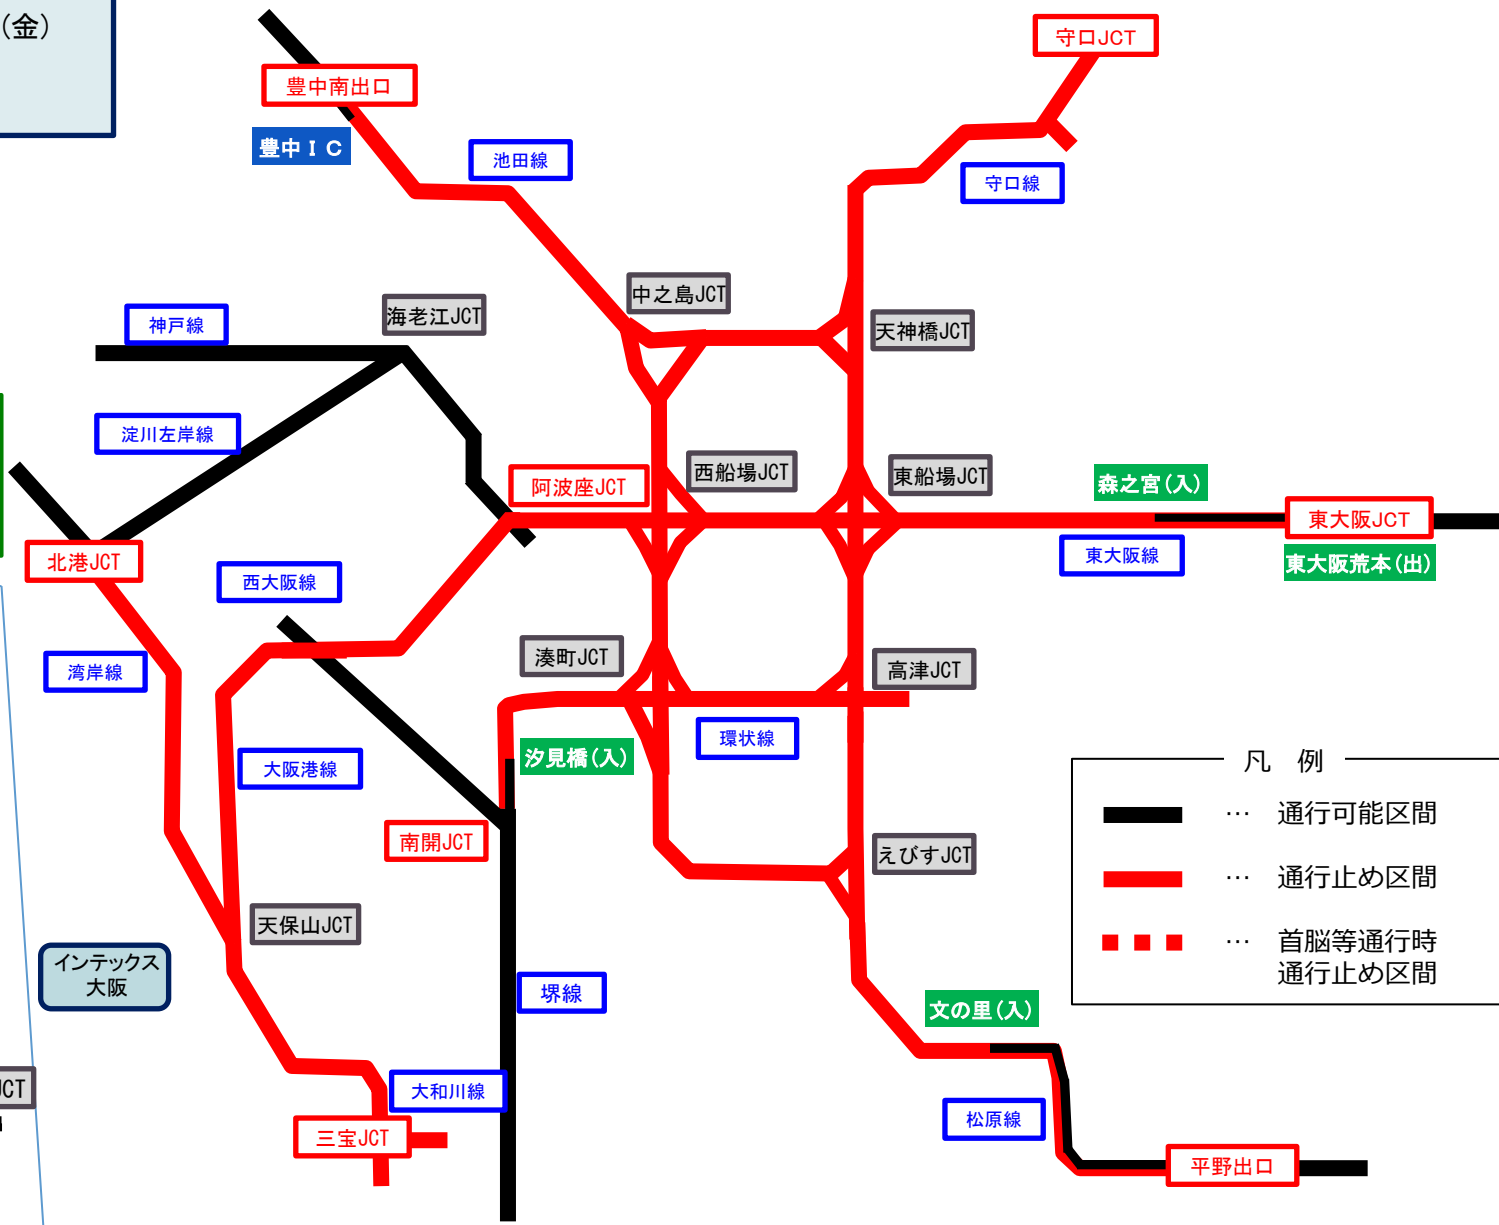 (金)
守口JCT
豊中南出口
豊中ＩＣ
池田線
守口線
中之島JCT
海老江JCT
神戸線
天神橋JCT
淀川左岸線
西船場JCT
東船場JCT
阿波座JCT
森之宮(入)
東大阪JCT
北港JCT
東大阪線
東大阪荒本(出)
西大阪線
湊町JCT
高津JCT
湾岸線
環状線
汐見橋(入)
大阪港線
凡　例
… 通行可能区間
南開JCT
えびすJCT
… 通行止め区間
天保山JCT
… 首脳等通行時
通行止め区間
インテックス
大阪
堺線
文の里(入)
JCT
大和川線
松原線
三宝JCT
平野出口